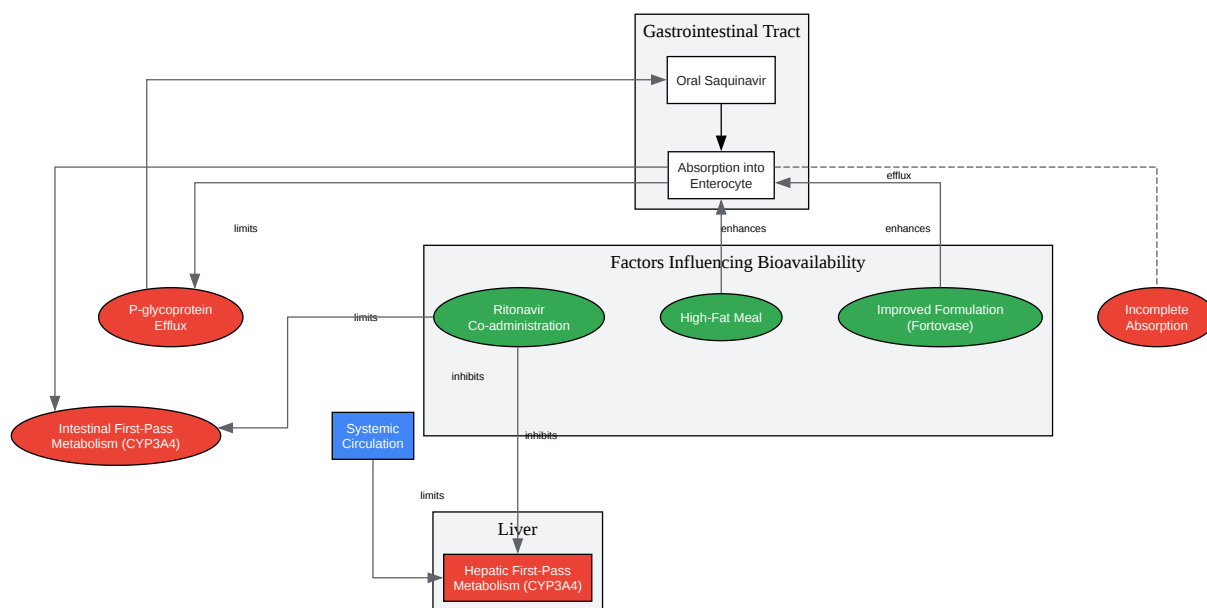 Gastrointestinal Tract
Oral Saquinavir
Absorption into
Enterocyte
efflux
limits
enhances
enhances
Factors Influencing Bioavailability
P-glycoprotein
Efflux
limits
Ritonavir
Co-administration
High-Fat Meal
Improved Formulation
(Fortovase)
Incomplete
Absorption
inhibits
Intestinal First-Pass
Metabolism (CYP3A4)
Systemic
Circulation
inhibits
limits
Liver
Hepatic First-Pass
Metabolism (CYP3A4)